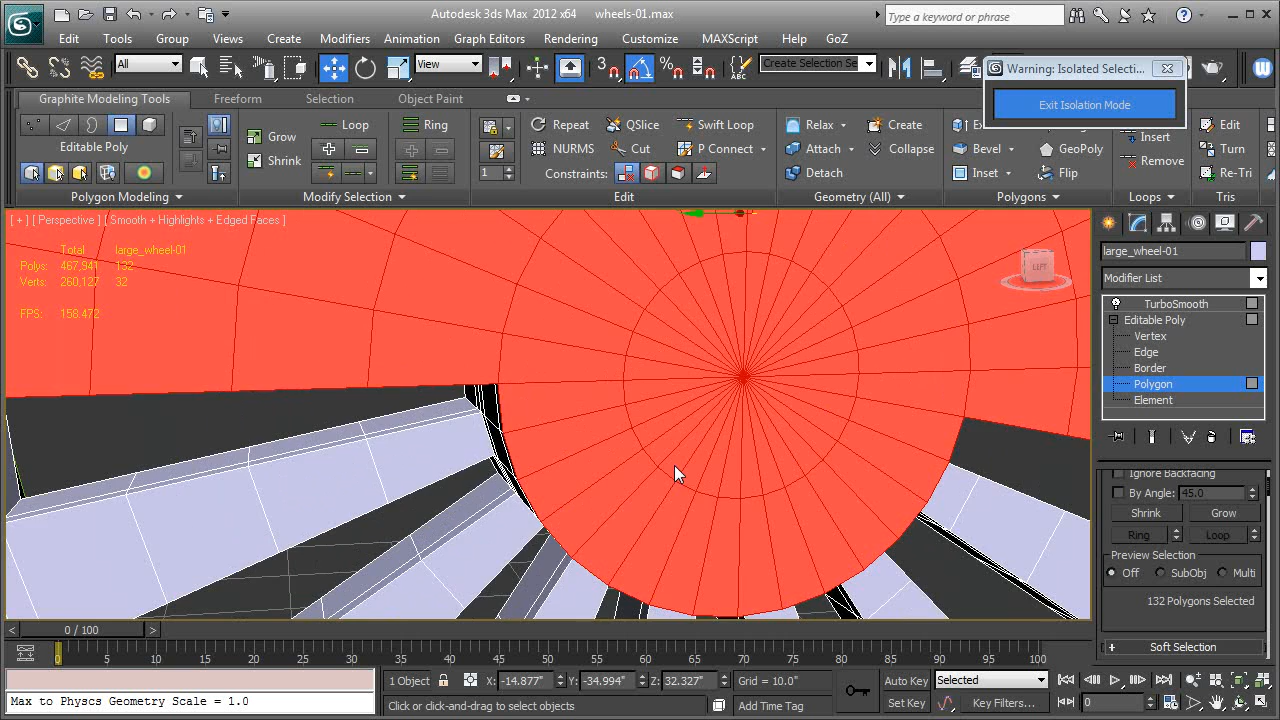 Autodesk 3ds Max 2012 x64 wheels-01.max
Type a keyword or phrase
Edit Tools Group Views Create Modifiers Animation Graph Editors Rendering Customize MAXScript Help GoZ
All View 3 Create Selection Se
Warning: Isolated Selecti...
Exit Isolation Mode
Graphite Modeling Tools Freeform Selection Object Paint
Loop Ring Repeat QSlice Swift Loop Relax Create Edit
Editable Poly Grow NURMS Cut P Connect Attach Collapse Bevel GeoPoly Insert Turn
Shrink 1 Constraints: Detach Inset Flip Remove Re-Tri
Polygon Modeling Modify Selection Edit Geometry (All) Polygons Loops Tris
[ + ] [ Perspective ] [ Smooth + Highlights + Edged Faces ]
Total large_wheel-01
Polys: 467,941 132
Verts: 260,127 32
FPS: 158.472
LEFT
large_wheel-01
Modifier List
TurboSmooth
Editable Poly
Vertex
Edge
Border
Polygon
Element
Ignore Backfacing
By Angle: 45.0
Shrink Grow
Ring Loop
Preview Selection
Off SubObj Multi
132 Polygons Selected
+ Soft Selection
< 0 / 100 >
0 5 10 15 20 25 30 35 40 45 50 55 60 65 70 75 80 85 90 95 100
1 Object X: -14.877" Y: -34.994" Z: 32.327" Grid = 10.0" Auto Key Selected
Max to Physcs Geometry Scale = 1.0
Click or click-and-drag to select objects Add Time Tag Set Key Key Filters... 0